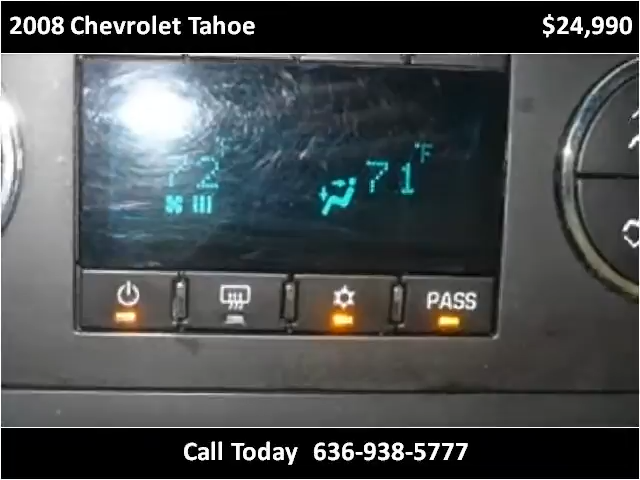 2008 Chevrolet Tahoe $24,990
72°F
71°F
PASS
Call Today 636-938-5777